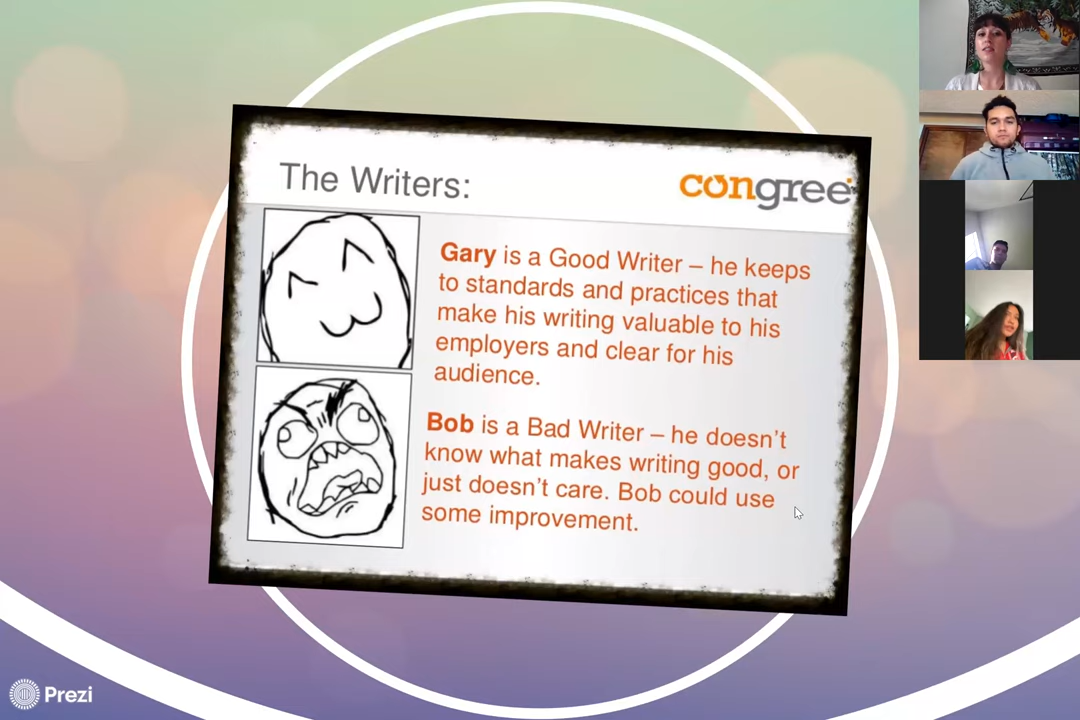 The Writers:
congree
Gary is a Good Writer – he keeps
to standards and practices that
make his writing valuable to his
employers and clear for his
audience.
Bob is a Bad Writer – he doesn't
know what makes writing good, or
just doesn't care. Bob could use
some improvement.
Prezi